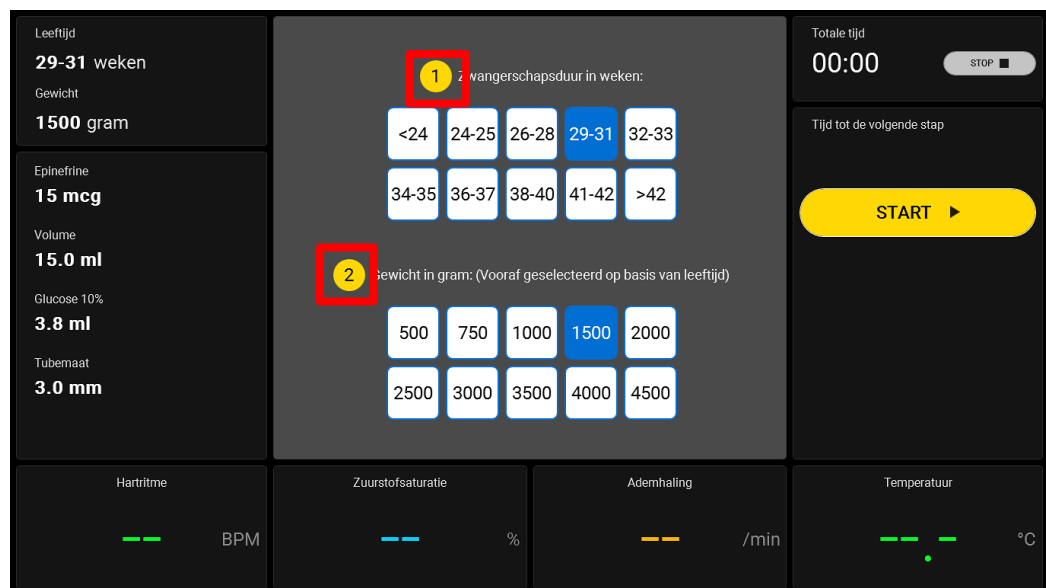 Leeftijd
29-31 weken
Gewicht
1500 gram
Epinefrine
15 mcg
Volume
15.0 ml
Glucose 10%
3.8 ml
Tubemaat
3.0 mm
1 Zwangerschapsduur in weken:
<24 24-25 26-28 29-31 32-33
34-35 36-37 38-40 41-42 >42
2 Gewicht in gram: (Vooraf geselecteerd op basis van leeftijd)
500 750 1000 1500 2000
2500 3000 3500 4000 4500
Totale tijd
00:00 STOP
Tijd tot de volgende stap
START
Hartritme
-- BPM
Zuurstofsaturatie
-- %
Ademhaling
-- /min
Temperatuur
--.- °C